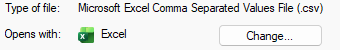 Type of file: Microsoft Excel Comma Separated Values File (.csv)
Opens with: Excel Change...